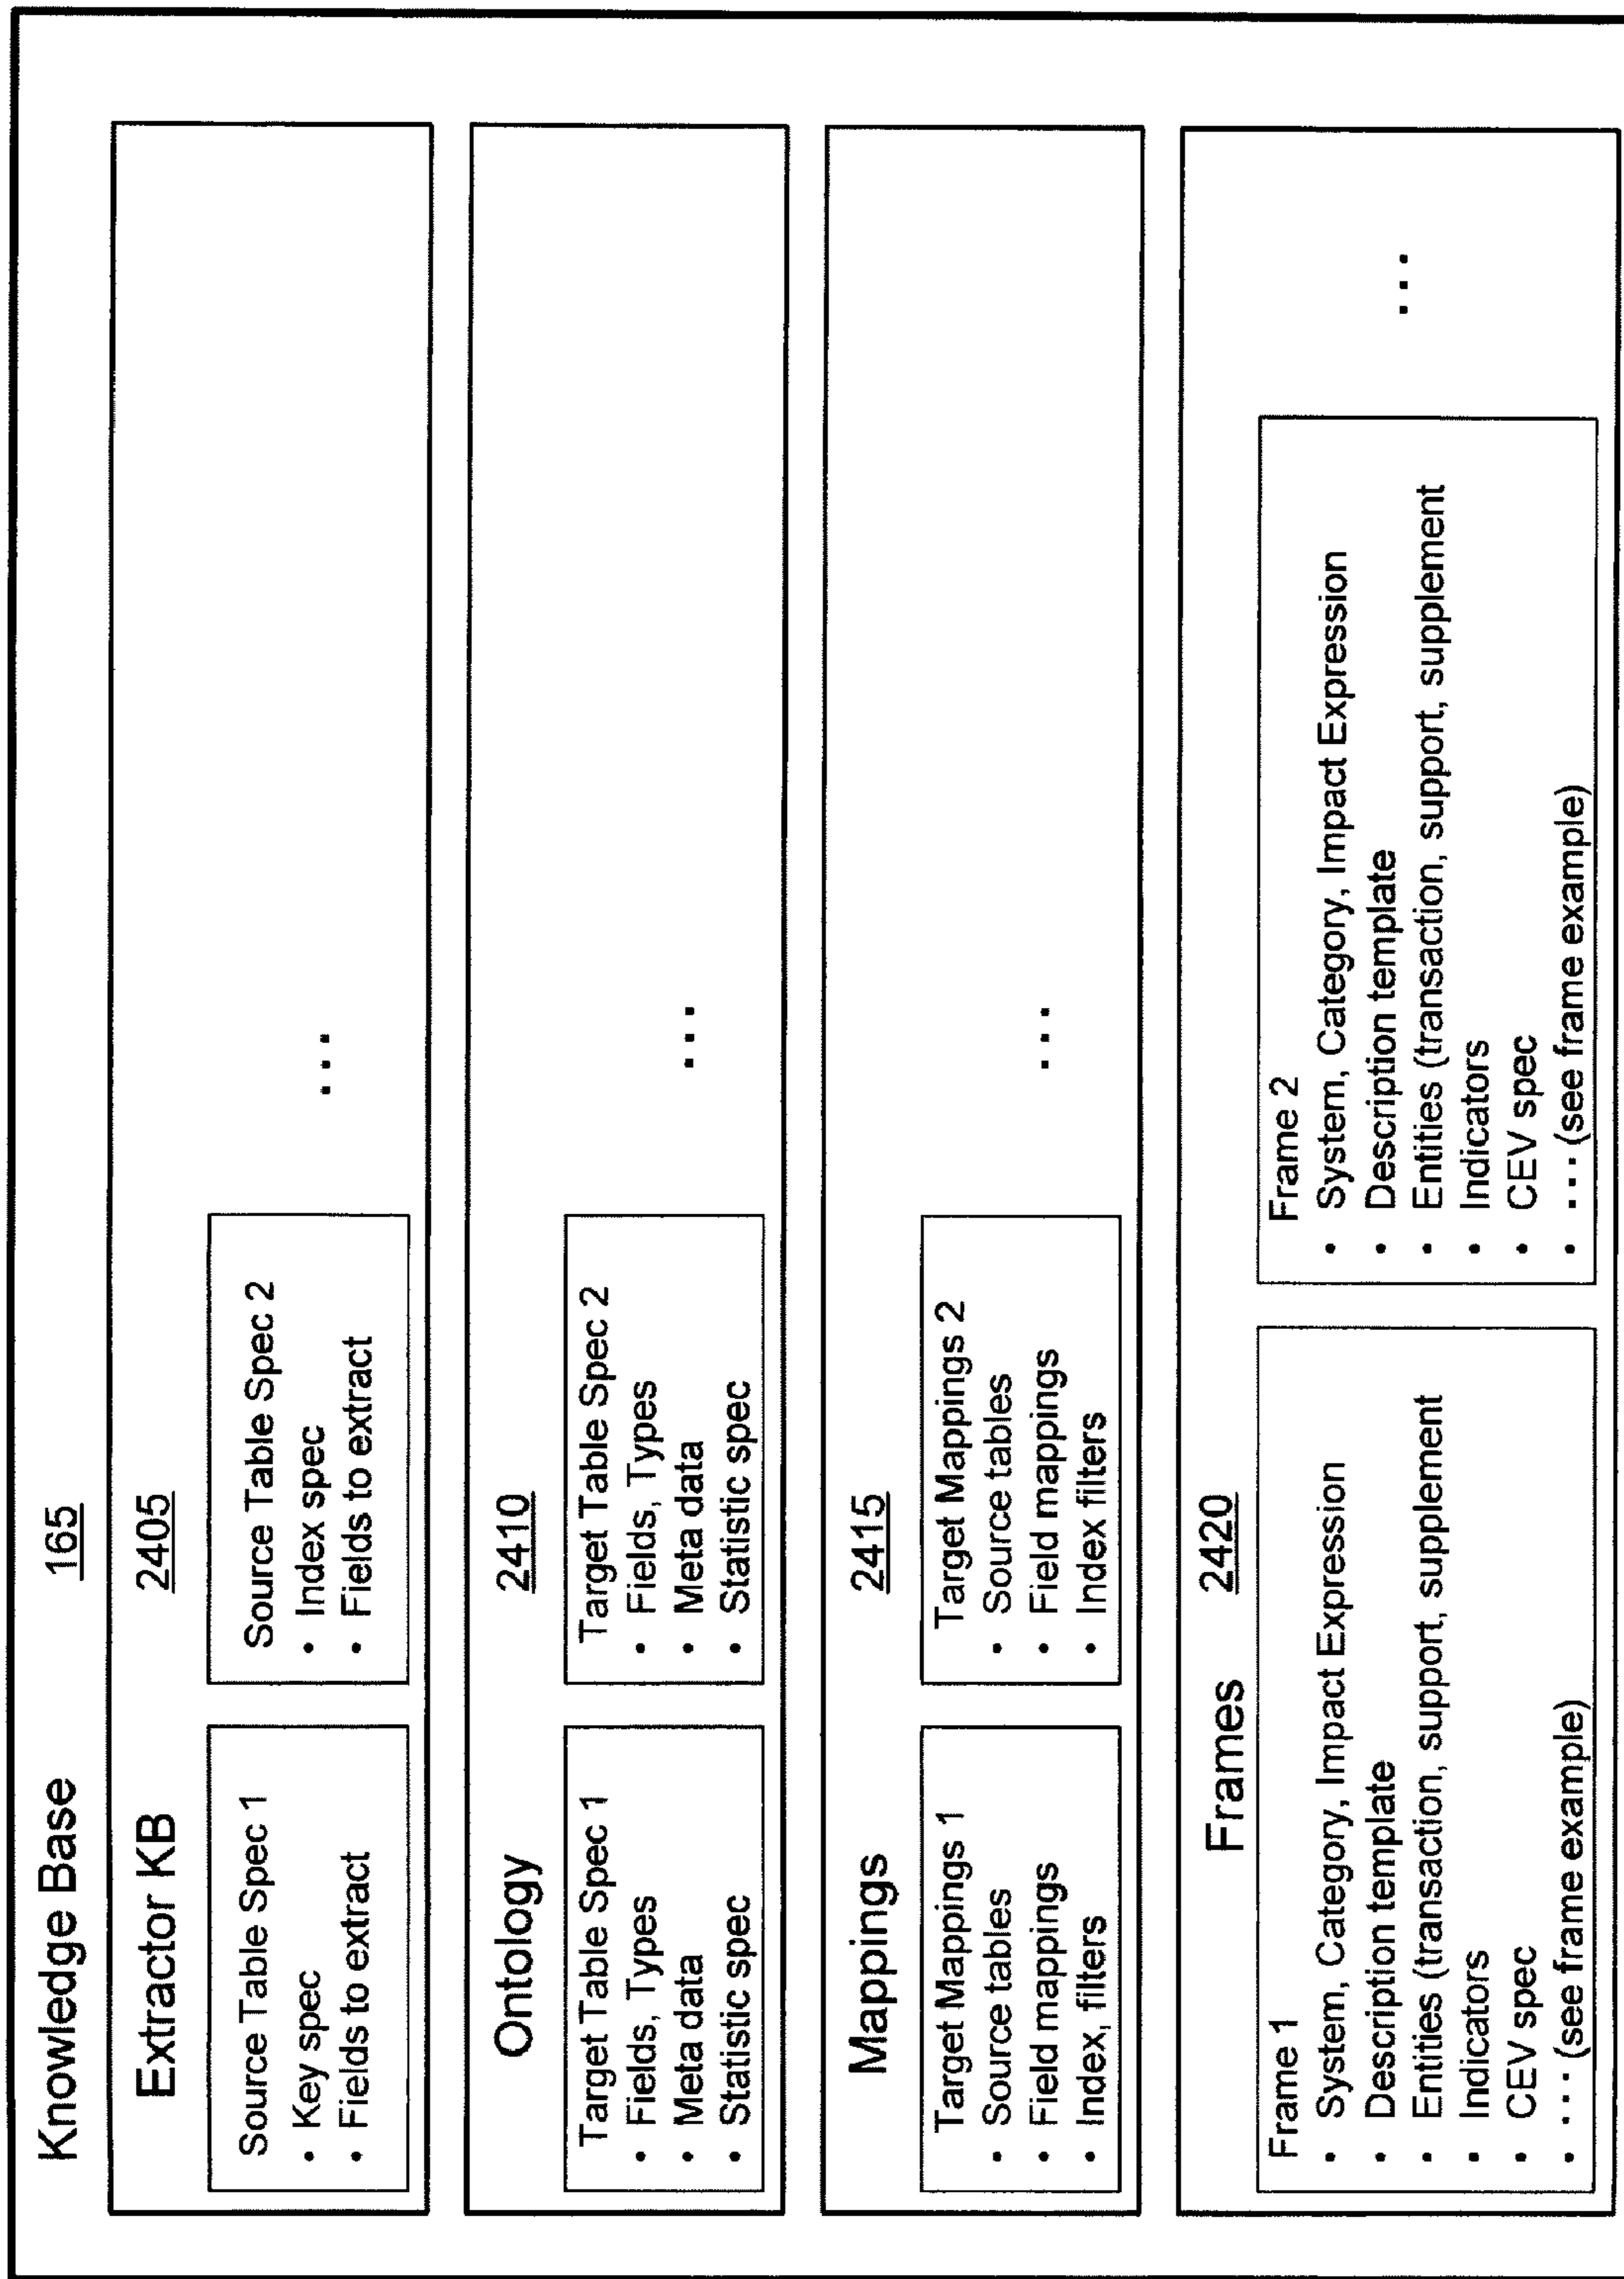 Knowledge Base 165
Extractor KB 2405
Source Table Spec 1
• Key spec
• Fields to extract
Source Table Spec 2
• Index spec
• Fields to extract
...
Ontology 2410
Target Table Spec 1
• Fields, Types
• Meta data
• Statistic spec
Target Table Spec 2
• Fields, Types
• Meta data
• Statistic spec
...
Mappings 2415
Target Mappings 1
• Source tables
• Field mappings
• Index, filters
Target Mappings 2
• Source tables
• Field mappings
• Index filters
...
Frames 2420
Frame 1
• System, Category, Impact Expression
• Description template
• Entities (transaction, support, supplement
• Indicators
• CEV spec
• ... (see frame example)
Frame 2
• System, Category, Impact Expression
• Description template
• Entities (transaction, support, supplement
• Indicators
• CEV spec
• ... (see frame example)
...